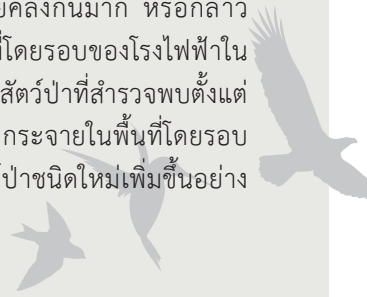 คลึงกันมาก หรือกล่าว
ที่โดยรอบของโรงไฟฟ้าใน
สัตว์ป่าที่สำรวจพบตั้งแต่
กระจายในพื้นที่โดยรอบ
ป่าชนิดใหม่เพิ่มขึ้นอย่าง